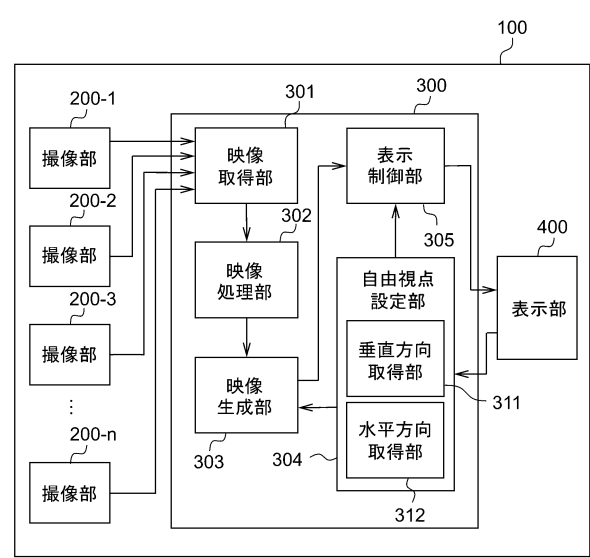 100
200-1
撮像部
200-2
撮像部
200-3
撮像部
⋮
200-n
撮像部
300
301
映像
取得部
302
映像
処理部
映像
生成部
303
表示
制御部
305
自由視点
設定部
垂直方向
取得部
311
水平方向
取得部
304
312
400
表示部